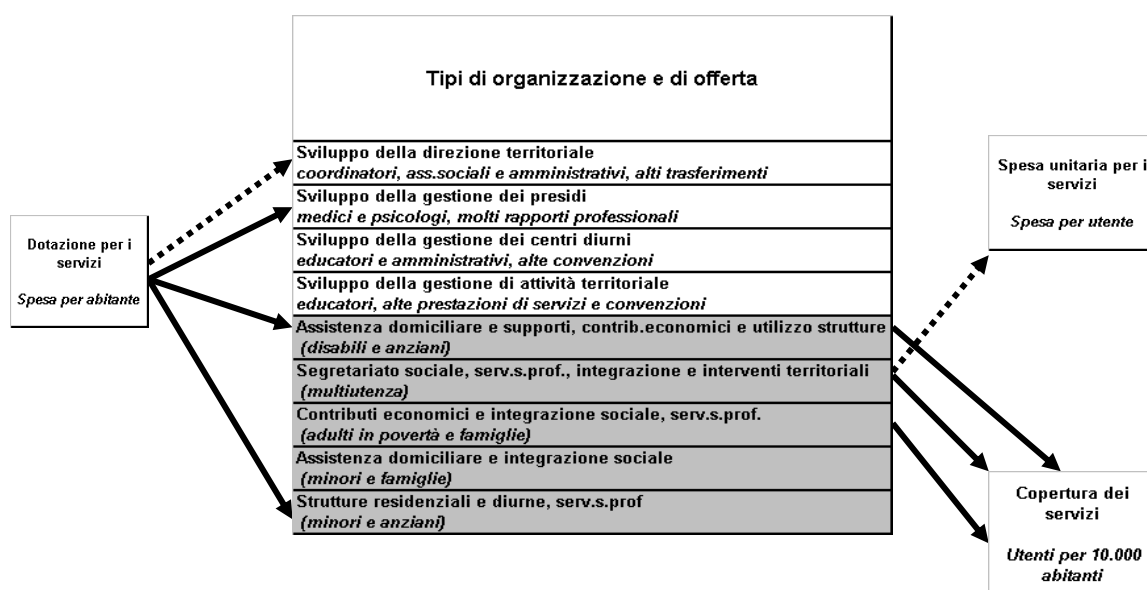 Tipi di organizzazione e di offerta
Sviluppo della direzione territoriale
coordinatori, ass.sociali e amministrativi, alti trasferimenti
Sviluppo della gestione dei presidi
medici e psicologi, molti rapporti professionali
Sviluppo della gestione dei centri diurni
educatori e amministrativi, alte convenzioni
Sviluppo della gestione di attività territoriale
educatori, alte prestazioni di servizi e convenzioni
Assistenza domiciliare e supporti, contrib.economici e utilizzo strutture
(disabili e anziani)
Segretariato sociale, serv.s.prof., integrazione e interventi territoriali
(multiutenza)
Contributi economici e integrazione sociale, serv.s.prof.
(adulti in povertà e famiglie)
Assistenza domiciliare e integrazione sociale
(minori e famiglie)
Strutture residenziali e diurne, serv.s.prof
(minori e anziani)
Dotazione per i
servizi
Spesa per abitante
Spesa unitaria per i
servizi
Spesa per utente
Copertura dei
servizi
Utenti per 10.000
abitanti